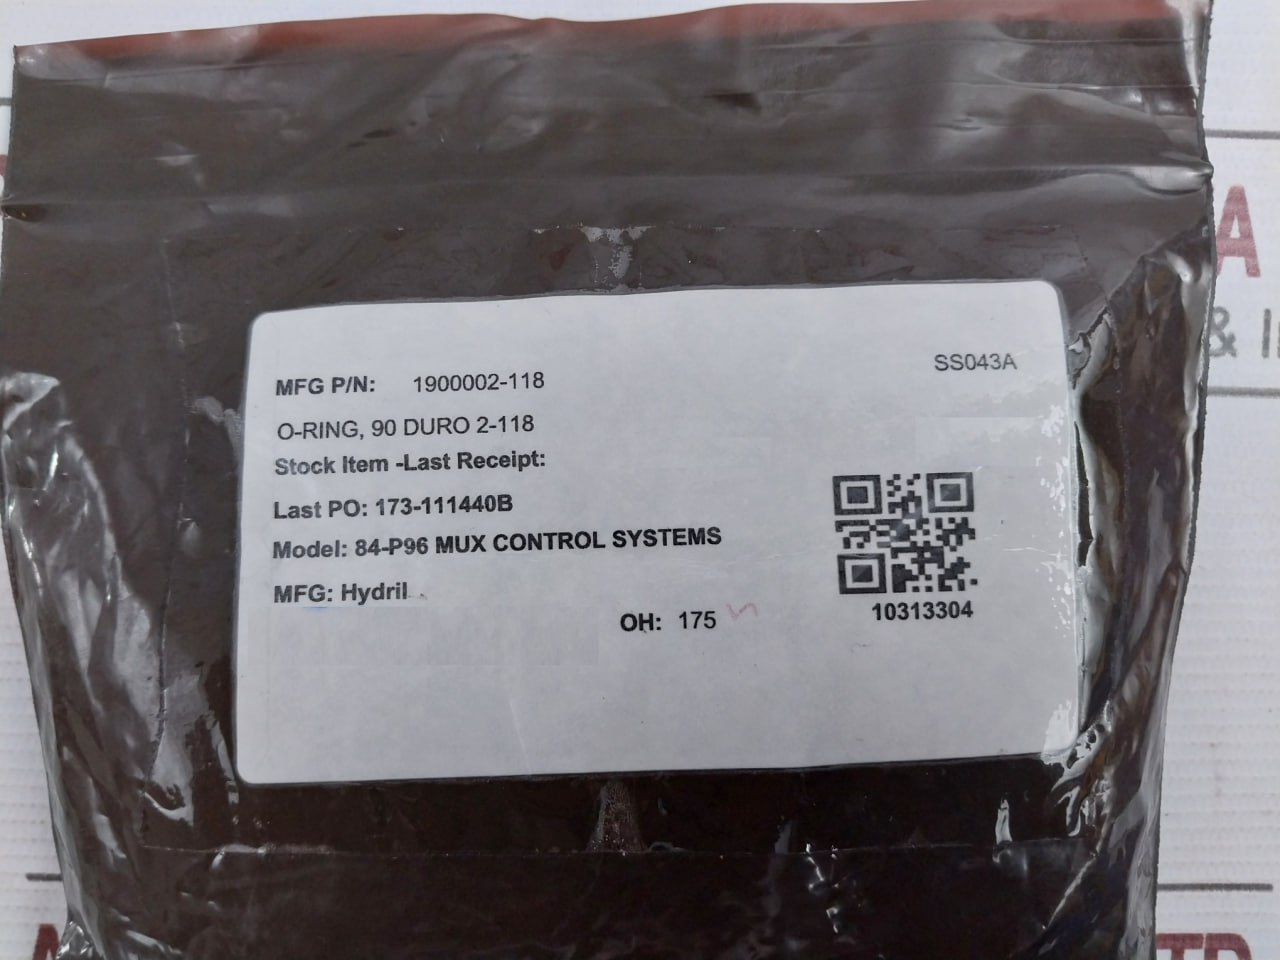 MFG P/N: 1900002-118
SS043A
O-RING, 90 DURO 2-118
Stock Item -Last Receipt:
Last PO: 173-111440B
Model: 84-P96 MUX CONTROL SYSTEMS
MFG: Hydril
OH: 175
10313304
A
&